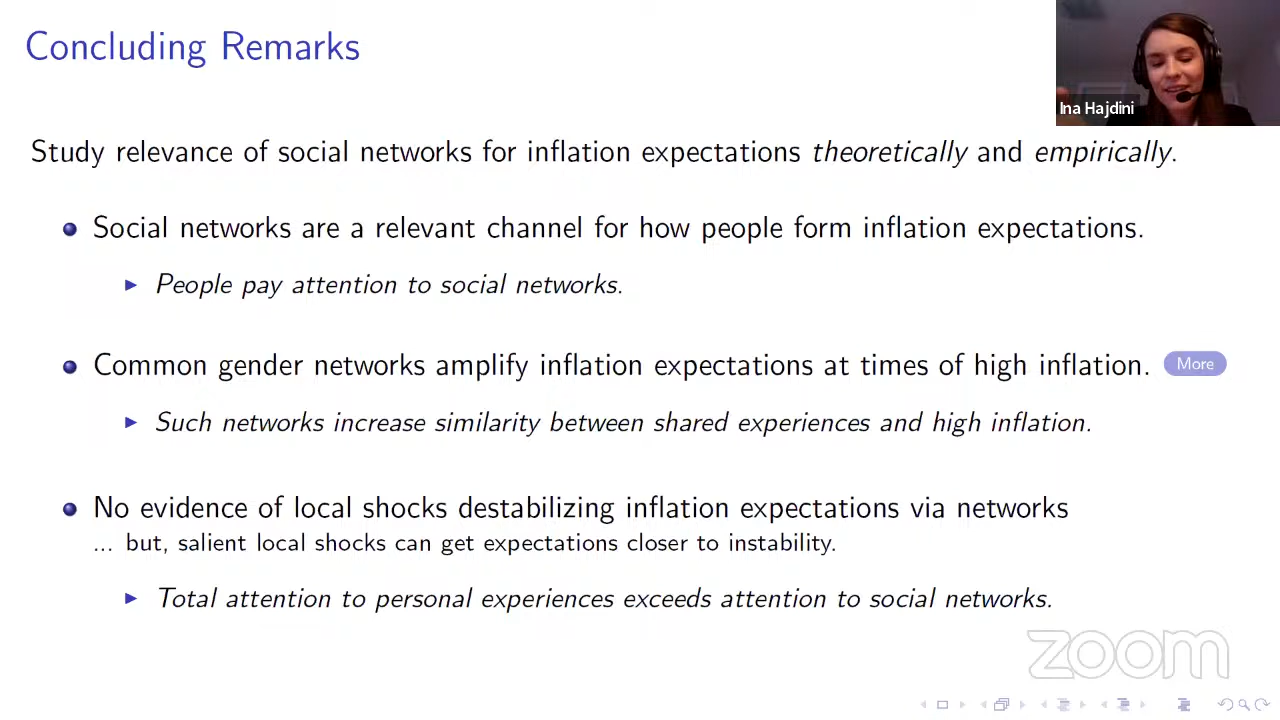 Concluding Remarks
Ina Hajdini
Study relevance of social networks for inflation expectations theoretically and empirically.
Social networks are a relevant channel for how people form inflation expectations.
People pay attention to social networks.
Common gender networks amplify inflation expectations at times of high inflation. More
Such networks increase similarity between shared experiences and high inflation.
No evidence of local shocks destabilizing inflation expectations via networks
... but, salient local shocks can get expectations closer to instability.
Total attention to personal experiences exceeds attention to social networks.
zoom